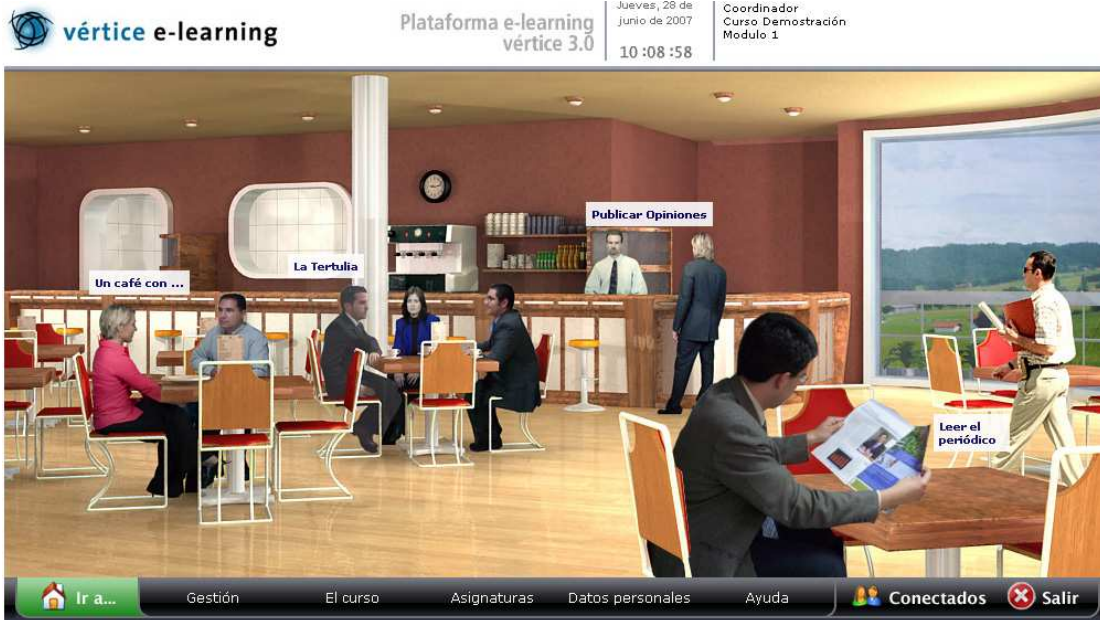 vértice e-learning
Plataforma e-learning
vértice 3.0
Jueves, 28 de
junio de 2007
10:08:58
Coordinador
Curso Demostración
Modulo 1
Publicar Opiniones
La Tertulia
Un café con ...
Leer el
periódico
Ir a...
Gestión
El curso
Asignaturas
Datos personales
Ayuda
Conectados
Salir